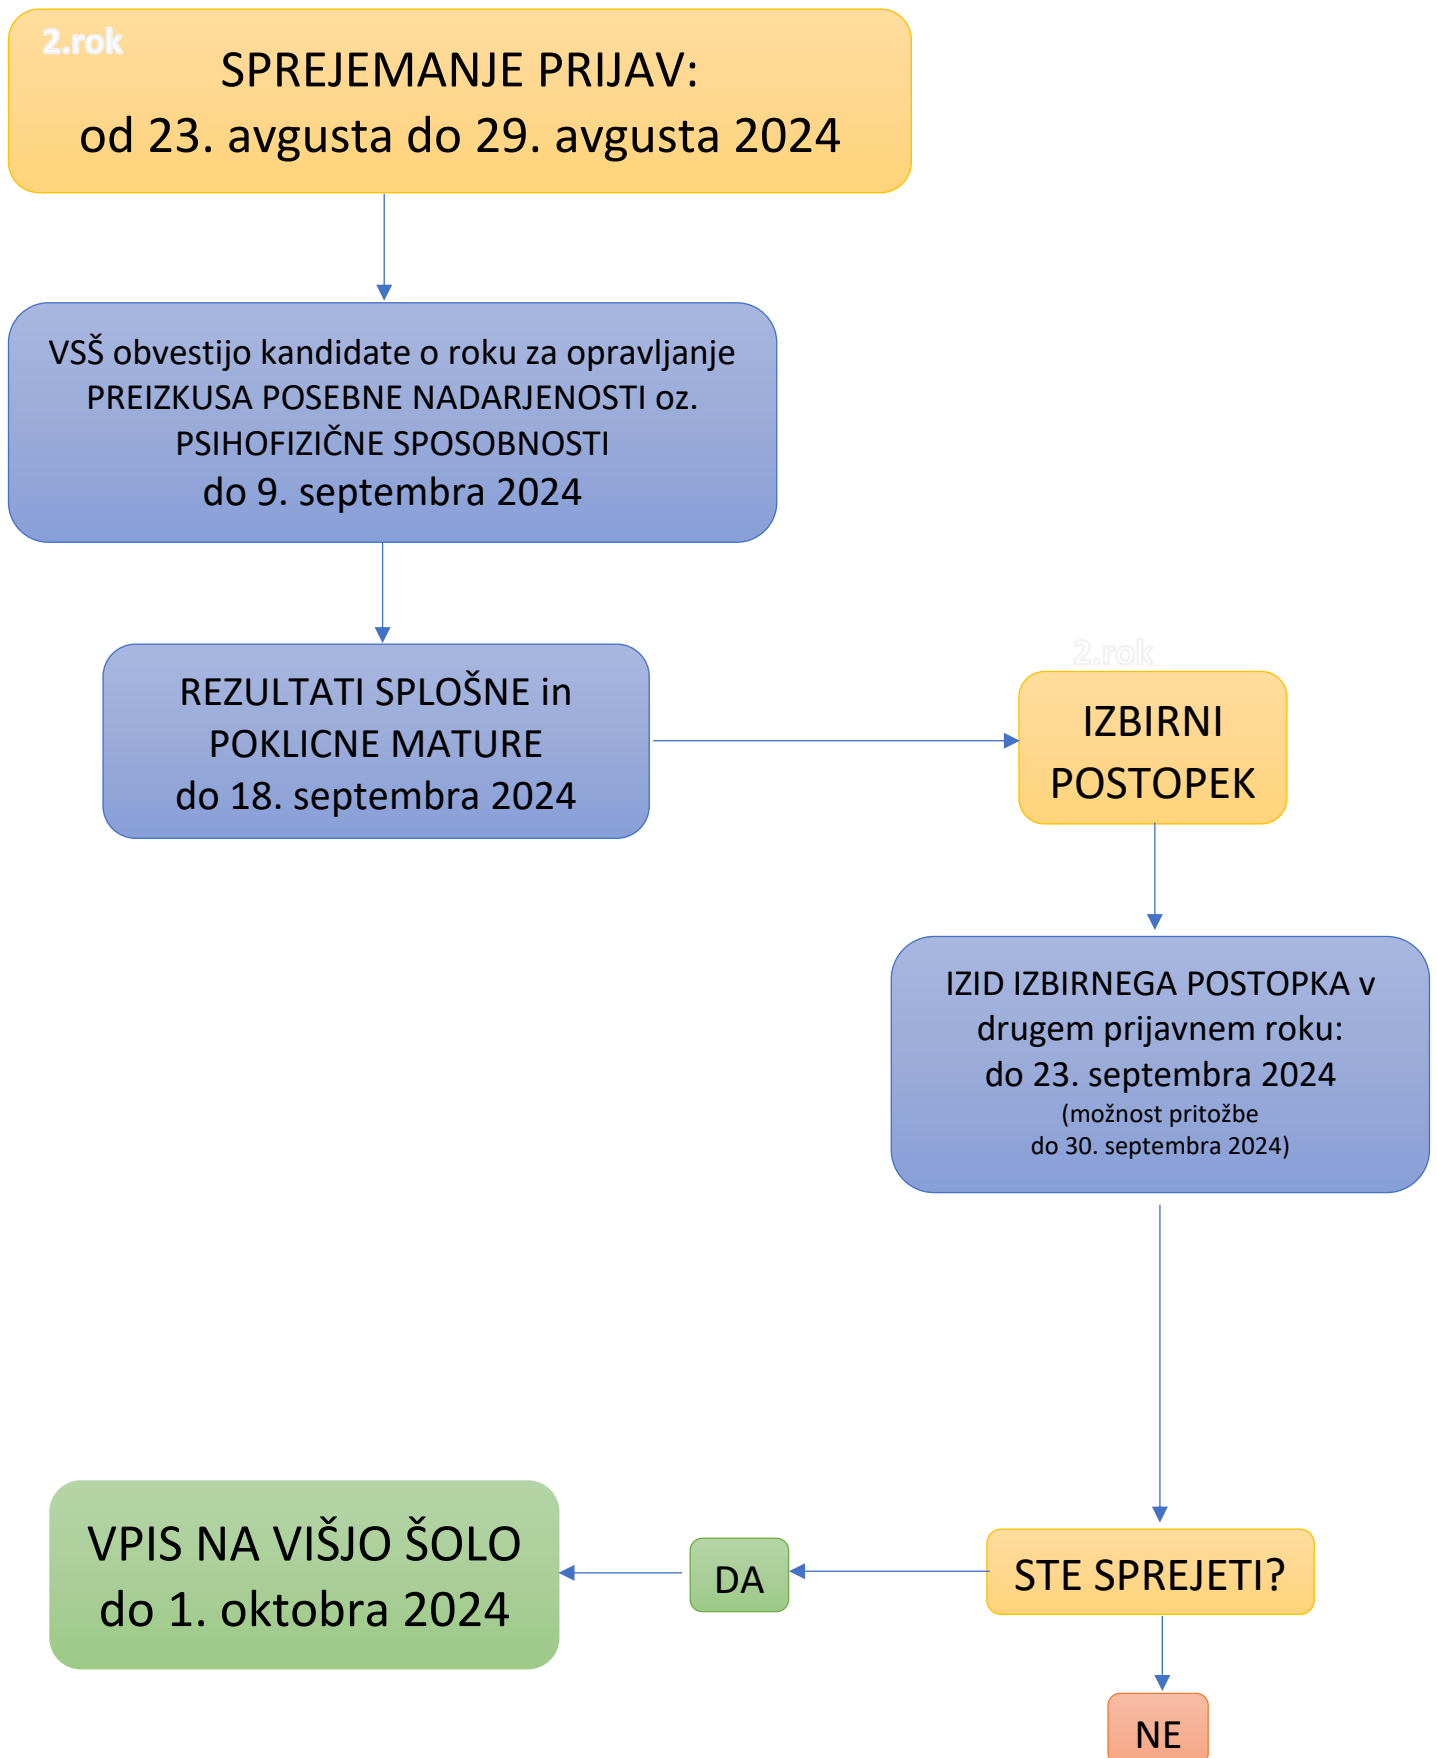 2.rok
SPREJEMANJE PRIJAV:
od 23. avgusta do 29. avgusta 2024
VSŠ obvestijo kandidate o roku za opravljanje
PREIZKUSA POSEBNE NADARJENOSTI oz.
PSIHOFIZIČNE SPOSOBNOSTI
do 9. septembra 2024
REZULTATI SPLOŠNE in
POKLICNE MATURE
do 18. septembra 2024
2.rok
IZBIRNI
POSTOPEK
IZID IZBIRNEGA POSTOPKA v
drugem prijavnem roku:
do 23. septembra 2024
(možnost pritožbe
do 30. septembra 2024)
STE SPREJETI?
DA
VPIS NA VIŠJO ŠOLO
do 1. oktobra 2024
NE